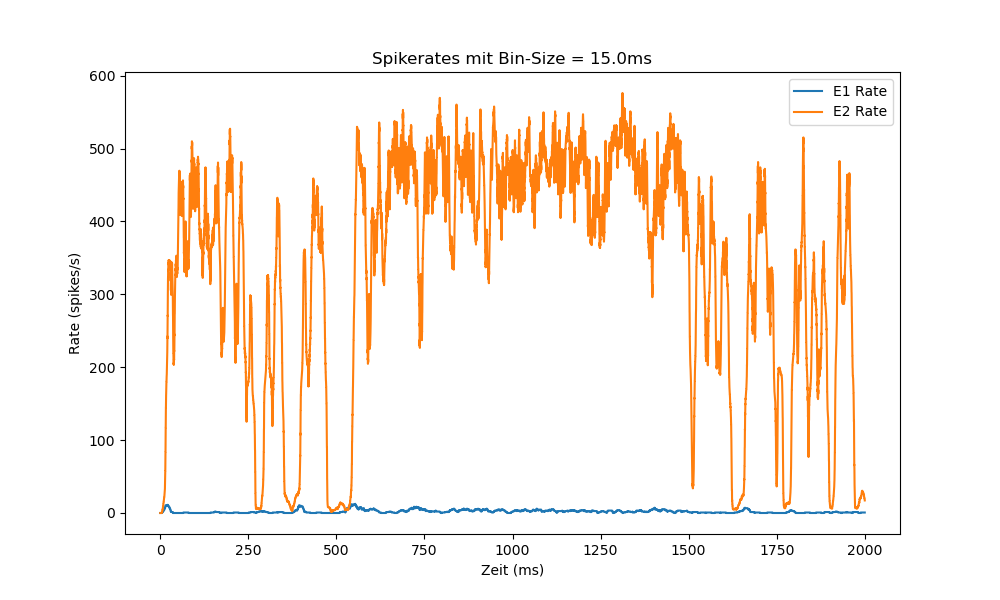 Spikerates mit Bin-Size = 15.0ms
E1 Rate
E2 Rate
600
500
400
300
200
100
0
Rate (spikes/s)
0 250 500 750 1000 1250 1500 1750 2000
Zeit (ms)